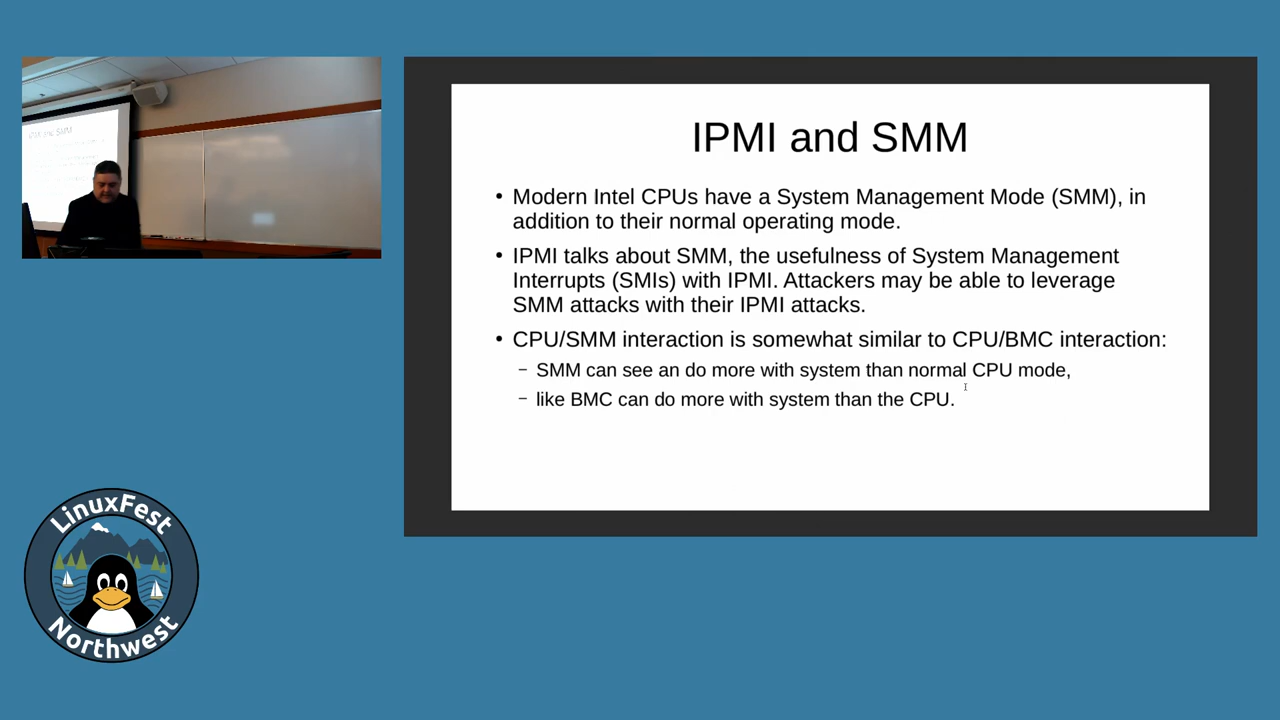 IPMI and SMM
• Modern Intel CPUs have a System Management Mode (SMM), in
addition to their normal operating mode.
• IPMI talks about SMM, the usefulness of System Management
Interrupts (SMIs) with IPMI. Attackers may be able to leverage
SMM attacks with their IPMI attacks.
• CPU/SMM interaction is somewhat similar to CPU/BMC interaction:
– SMM can see an do more with system than normal CPU mode,
– like BMC can do more with system than the CPU.
IPMI and SMM
LinuxFest
Northwest